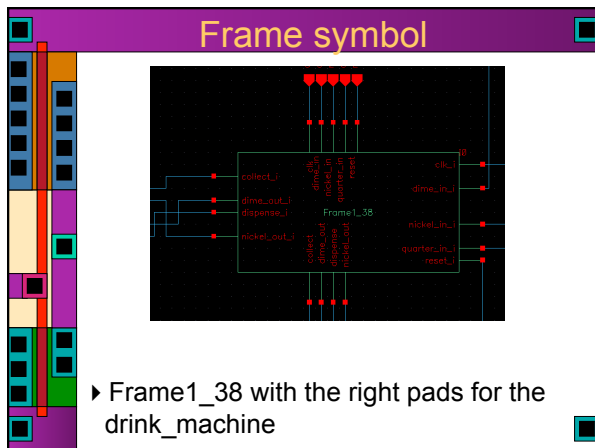 Frame symbol
clk
dime_in
nickel_in
quarter_in
reset
collect_i
dime_out_i
dispense_i
nickel_out_i
Frame1_38
clk_i
dime_in_i
nickel_in_i
quarter_in_i
reset_i
collect
dime_out
dispense
nickel_out
Frame1_38 with the right pads for the
drink_machine